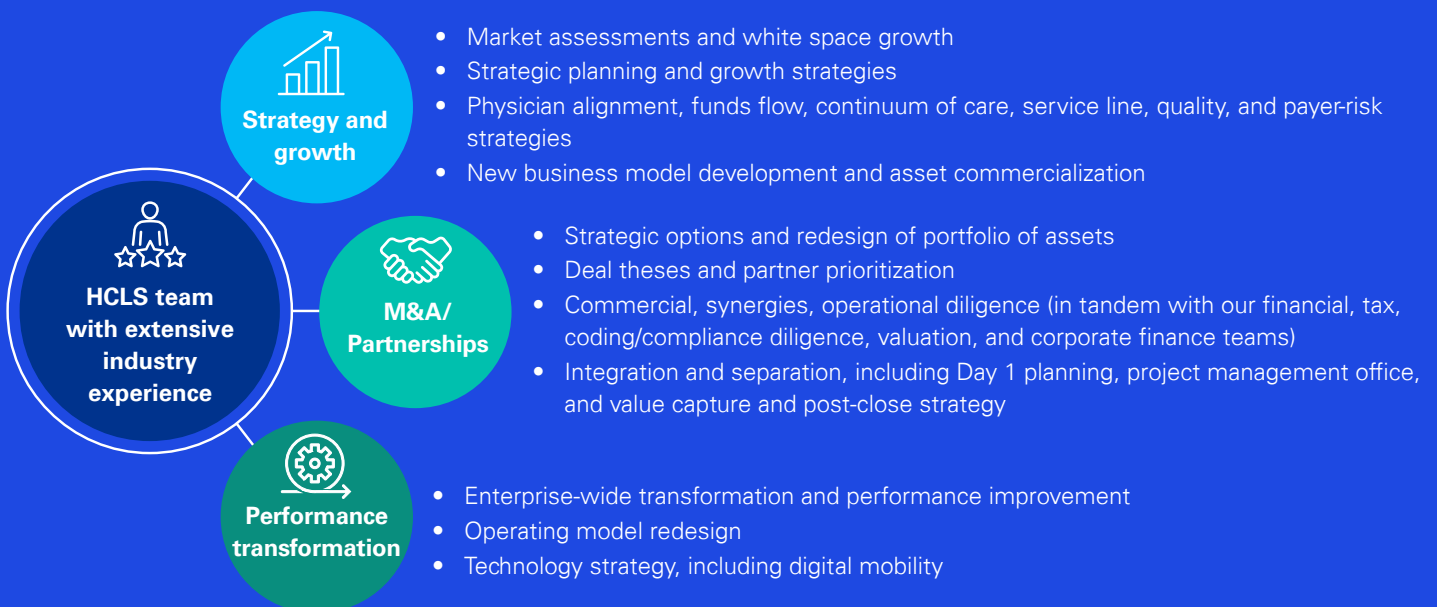 • Market assessments and white space growth
• Strategic planning and growth strategies
• Physician alignment, funds flow, continuum of care, service line, quality, and payer-risk
strategies
• New business model development and asset commercialization
Strategy and
growth
• Strategic options and redesign of portfolio of assets
• Deal theses and partner prioritization
• Commercial, synergies, operational diligence (in tandem with our financial, tax,
coding/compliance diligence, valuation, and corporate finance teams)
• Integration and separation, including Day 1 planning, project management office,
and value capture and post-close strategy
M&A/
Partnerships
HCLS team
with extensive
industry
experience
• Enterprise-wide transformation and performance improvement
• Operating model redesign
• Technology strategy, including digital mobility
Performance
transformation